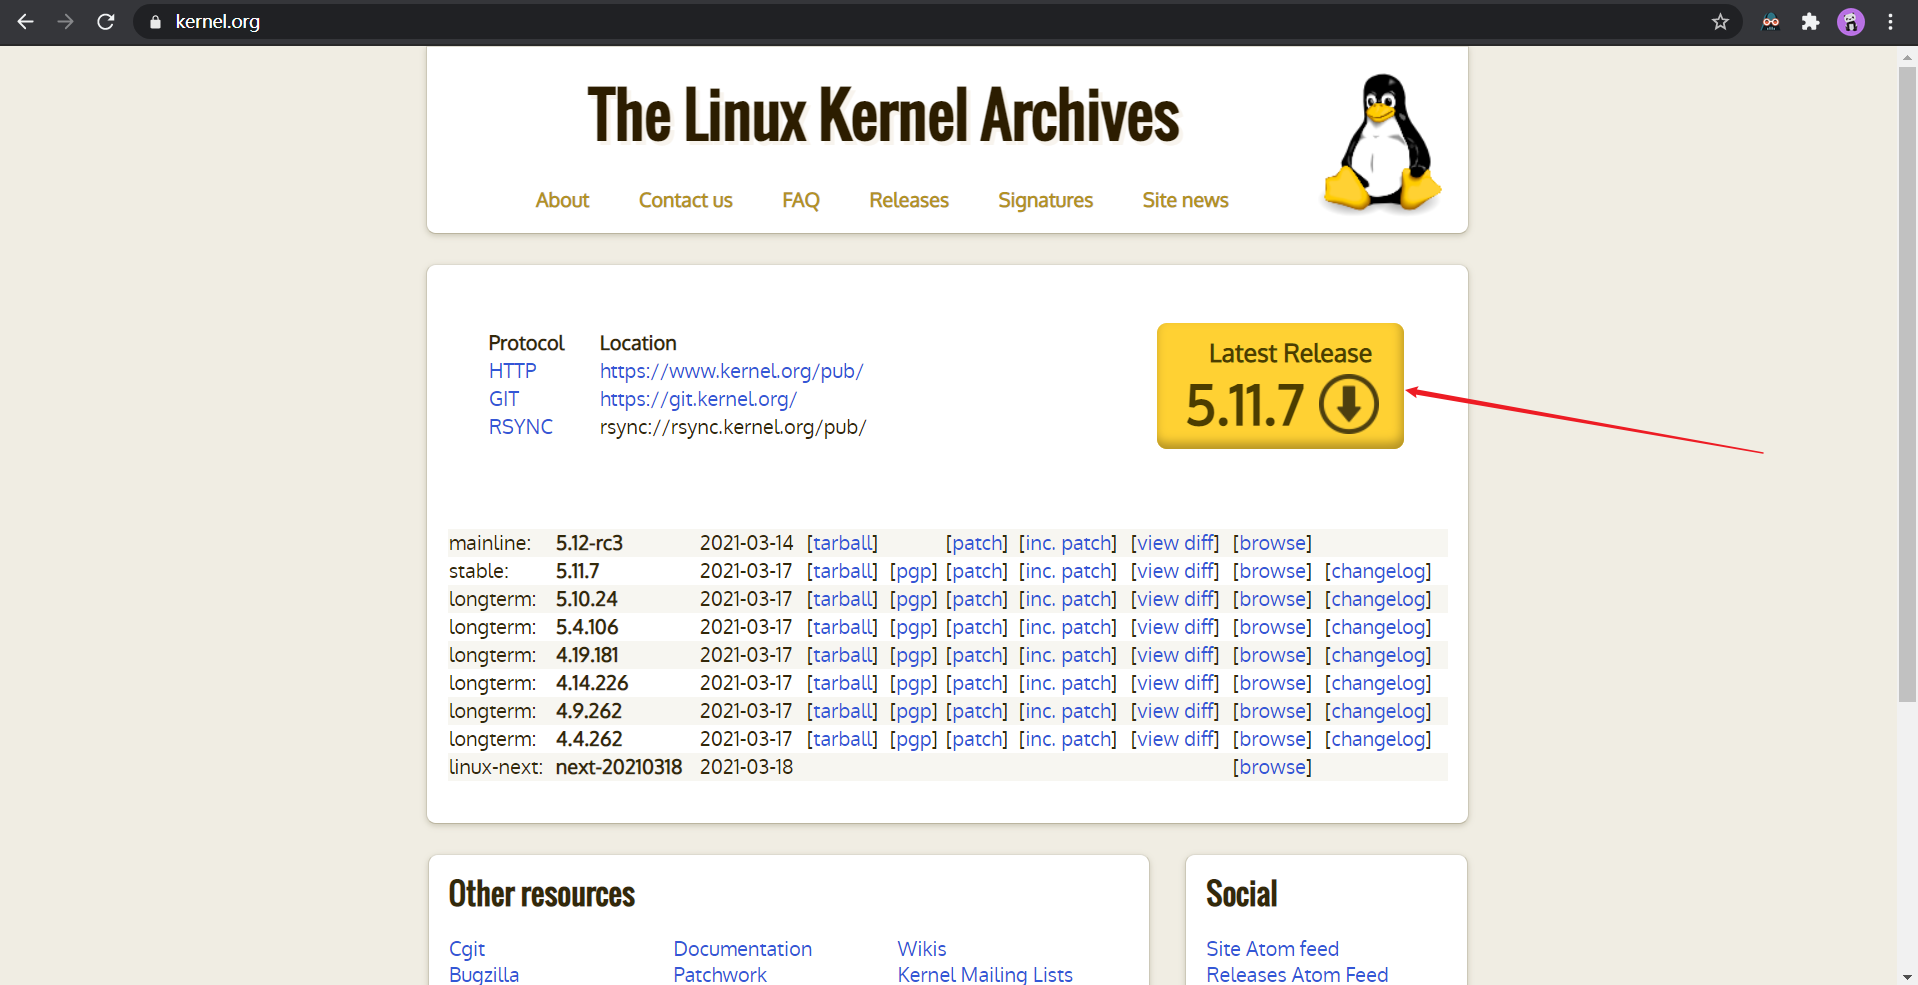 kernel.org
The Linux Kernel Archives
About Contact us FAQ Releases Signatures Site news
Protocol Location
HTTP https://www.kernel.org/pub/
GIT https://git.kernel.org/
RSYNC rsync://rsync.kernel.org/pub/
Latest Release
5.11.7
mainline: 5.12-rc3 2021-03-14 [tarball] [patch] [inc. patch] [view diff] [browse]
stable: 5.11.7 2021-03-17 [tarball] [pgp] [patch] [inc. patch] [view diff] [browse] [changelog]
longterm: 5.10.24 2021-03-17 [tarball] [pgp] [patch] [inc. patch] [view diff] [browse] [changelog]
longterm: 5.4.106 2021-03-17 [tarball] [pgp] [patch] [inc. patch] [view diff] [browse] [changelog]
longterm: 4.19.181 2021-03-17 [tarball] [pgp] [patch] [inc. patch] [view diff] [browse] [changelog]
longterm: 4.14.226 2021-03-17 [tarball] [pgp] [patch] [inc. patch] [view diff] [browse] [changelog]
longterm: 4.9.262 2021-03-17 [tarball] [pgp] [patch] [inc. patch] [view diff] [browse] [changelog]
longterm: 4.4.262 2021-03-17 [tarball] [pgp] [patch] [inc. patch] [view diff] [browse] [changelog]
linux-next: next-20210318 2021-03-18 [browse]
Other resources
Cgit Documentation Wikis
Bugzilla Patchwork Kernel Mailing Lists
Social
Site Atom feed
Releases Atom Feed